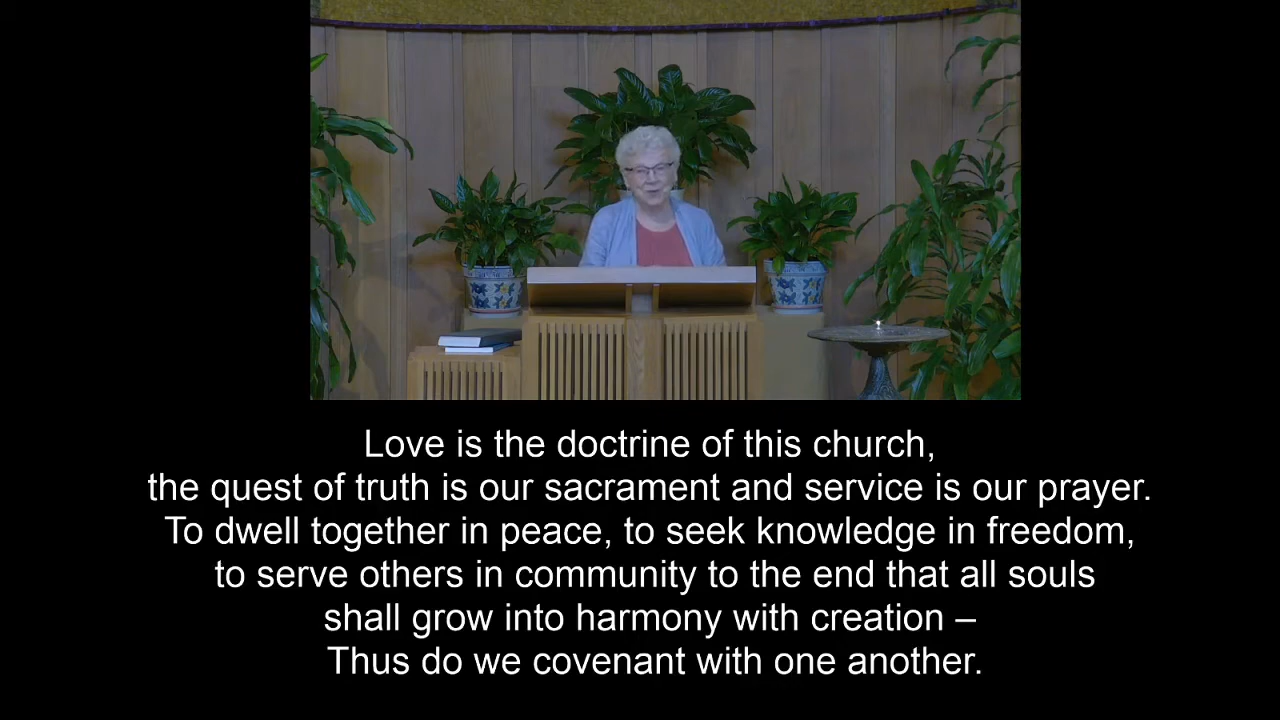 Love is the doctrine of this church,
the quest of truth is our sacrament and service is our prayer.
To dwell together in peace, to seek knowledge in freedom,
to serve others in community to the end that all souls
shall grow into harmony with creation –
Thus do we covenant with one another.